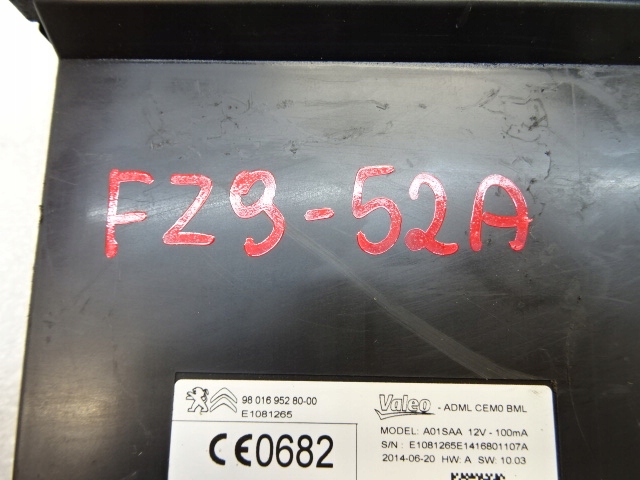 FZ9-52A
98 016 952 80-00
E1081265
CE0682
Valeo - ADML CEM0 BML
MODEL: A01SAA 12V - 100mA
S/N : E1081265E1416801107A
2014-06-20 HW: A SW: 10.03